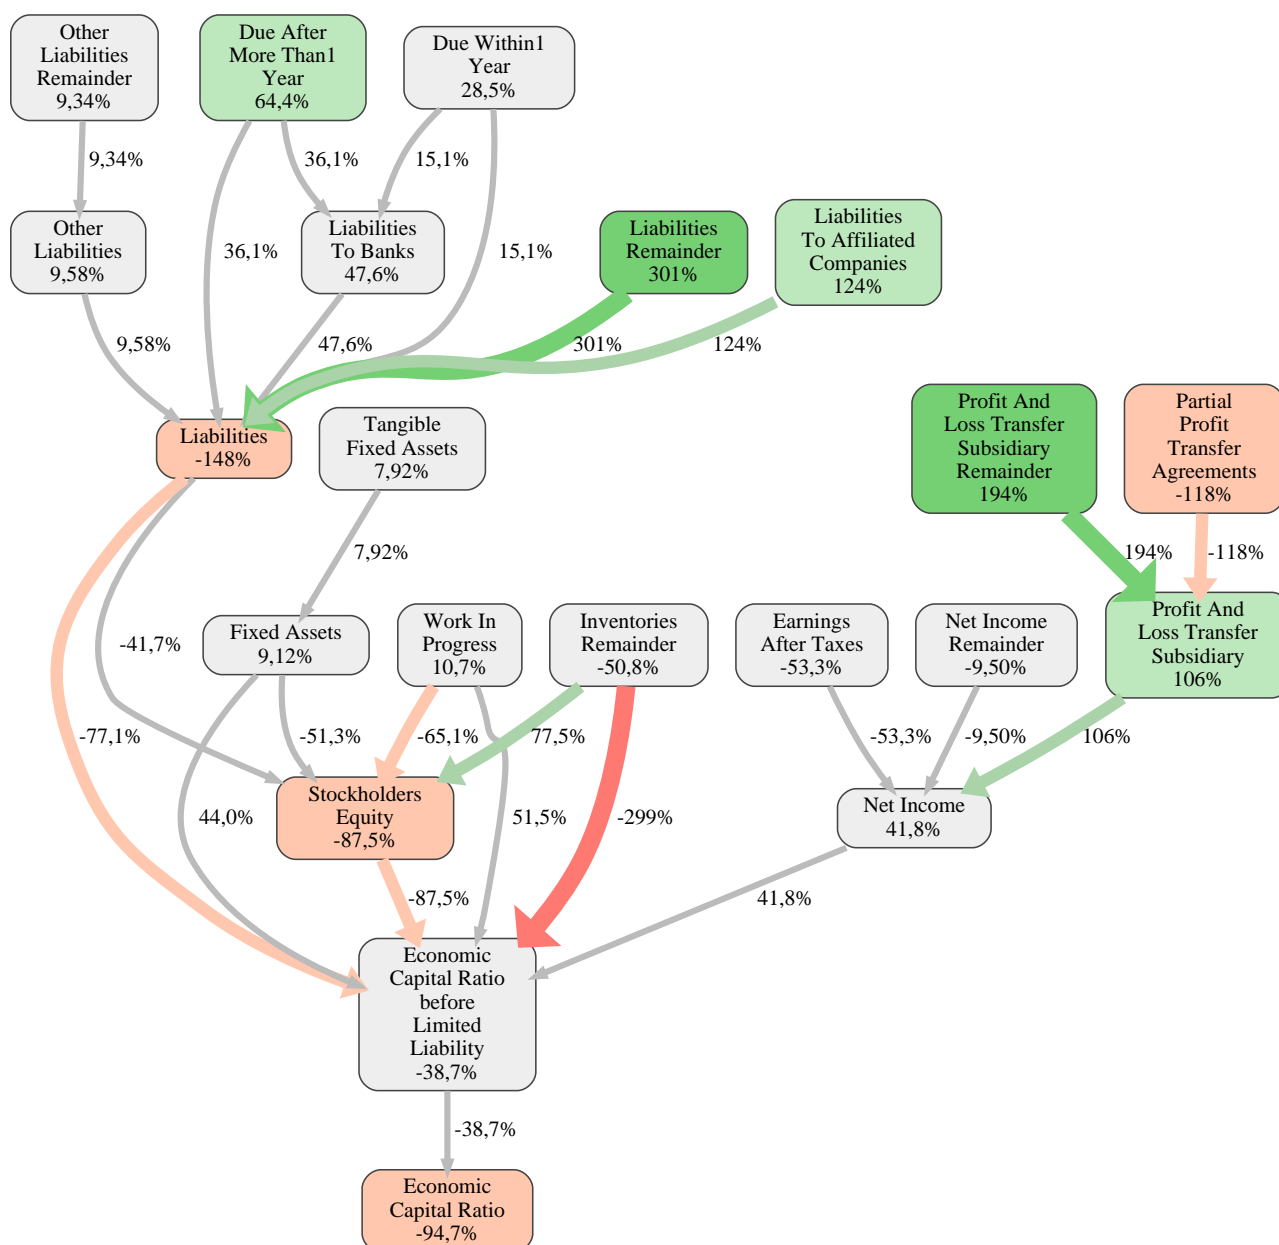 Other
Liabilities
Remainder
9,34%
Due After
More Than1
Year
64,4%
Due Within1
Year
28,5%
9,34%
36,1%
15,1%
Other
Liabilities
9,58%
Liabilities
To Banks
47,6%
Liabilities
Remainder
301%
Liabilities
To Affiliated
Companies
124%
36,1%
15,1%
9,58%
47,6%
301%
124%
Liabilities
-148%
Tangible
Fixed Assets
7,92%
Profit And
Loss Transfer
Subsidiary
Remainder
194%
Partial
Profit
Transfer
Agreements
-118%
7,92%
194%
-118%
Fixed Assets
9,12%
Work In
Progress
10,7%
Inventories
Remainder
-50,8%
Earnings
After Taxes
-53,3%
Net Income
Remainder
-9,50%
Profit And
Loss Transfer
Subsidiary
106%
-41,7%
-77,1%
-51,3%
-65,1%
77,5%
-53,3%
-9,50%
106%
Stockholders
Equity
-87,5%
Net Income
41,8%
44,0%
51,5%
-299%
-87,5%
41,8%
Economic
Capital Ratio
before
Limited
Liability
-38,7%
-38,7%
Economic
Capital Ratio
-94,7%